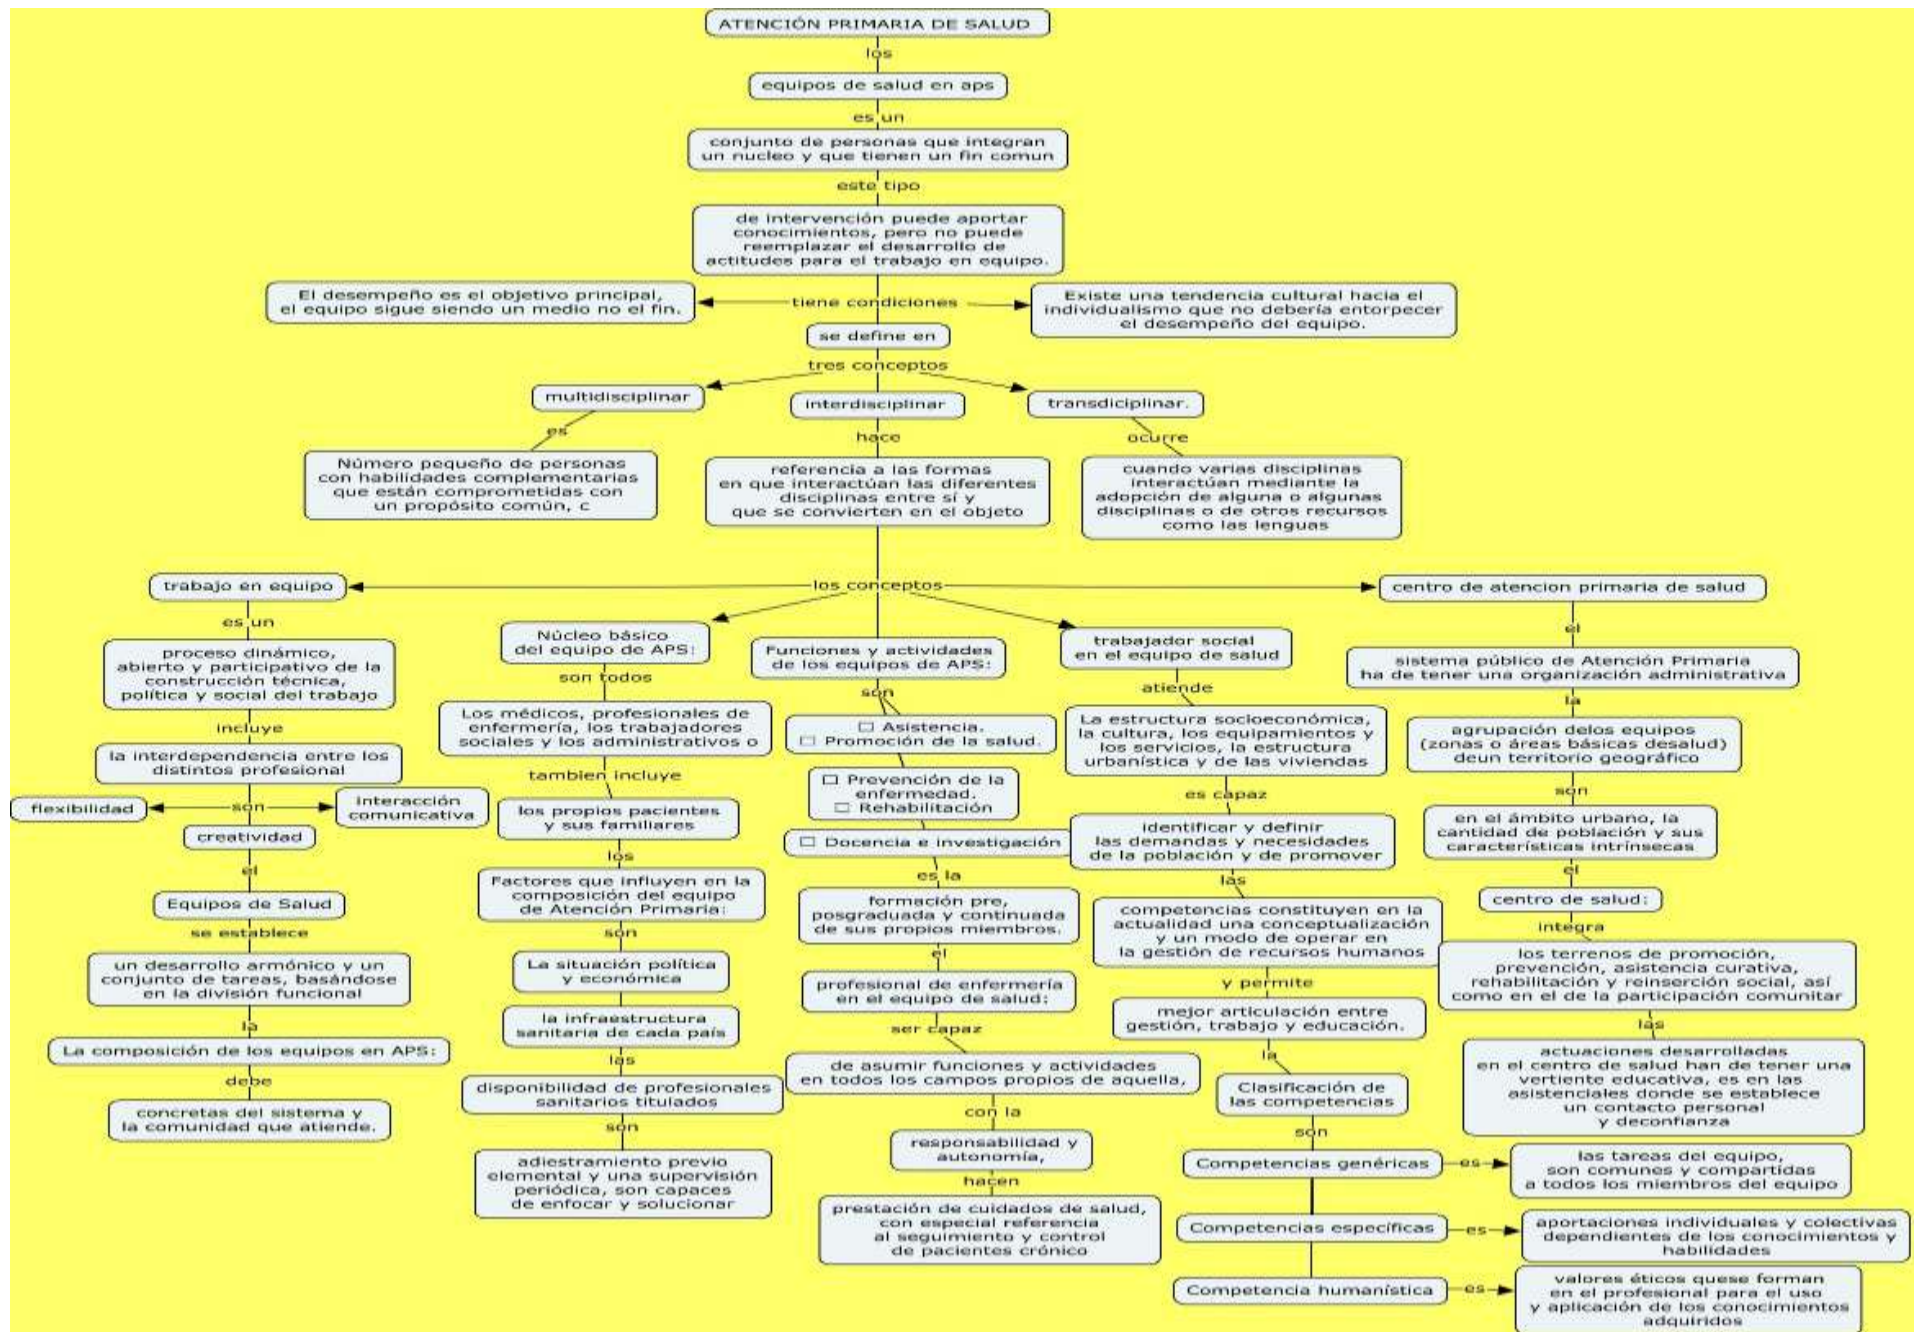 ATENCIÓN PRIMARIA DE SALUD
los
equipos de salud en aps
es un
conjunto de personas que integran
un nucleo y que tienen un fin comun
este tipo
de intervención puede aportar
conocimientos, pero no puede
reemplazar el desarrollo de
actitudes para el trabajo en equipo.
tiene condiciones
El desempeño es el objetivo principal,
el equipo sigue siendo un medio no el fin.
Existe una tendencia cultural hacia el
individualismo que no debería entorpecer
el desempeño del equipo.
se define en
tres conceptos
multidisciplinar
es
Número pequeño de personas
con habilidades complementarias
que están comprometidas con
un propósito común, c
interdisciplinar
hace
referencia a las formas
en que interactúan las diferentes
disciplinas entre sí y
que se convierten en el objeto
transdiciplinar.
ocurre
cuando varias disciplinas
interactúan mediante la
adopción de alguna o algunas
disciplinas o de otros recursos
como las lenguas
los conceptos
trabajo en equipo
es un
proceso dinámico,
abierto y participativo de la
construcción técnica,
política y social del trabajo
incluye
la interdependencia entre los
distintos profesional
son
flexibilidad
interacción
comunicativa
creatividad
el
Equipos de Salud
se establece
un desarrollo armónico y un
conjunto de tareas, basándose
en la división funcional
la
La composición de los equipos en APS:
debe
concretas del sistema y
la comunidad que atiende.
Núcleo básico
del equipo de APS:
son todos
Los médicos, profesionales de
enfermería, los trabajadores
sociales y los administrativos o
tambien incluye
los propios pacientes
y sus familiares
los
Factores que influyen en la
composición del equipo
de Atención Primaria:
son
La situación política
y económica
la infraestructura
sanitaria de cada país
las
disponibilidad de profesionales
sanitarios titulados
son
adiestramiento previo
elemental y una supervisión
periódica, son capaces
de enfocar y solucionar
Funciones y actividades
de los equipos de APS:
son
☐ Asistencia.
☐ Promoción de la salud.
☐ Prevención de la
enfermedad.
☐ Rehabilitación
☐ Docencia e investigación
es la
formación pre,
posgraduada y continuada
de sus propios miembros.
el
profesional de enfermería
en el equipo de salud:
ser capaz
de asumir funciones y actividades
en todos los campos propios de aquella,
con la
responsabilidad y
autonomía,
hacen
prestación de cuidados de salud,
con especial referencia
al seguimiento y control
de pacientes crónico
trabajador social
en el equipo de salud
atiende
La estructura socioeconómica,
la cultura, los equipamientos y
los servicios, la estructura
urbanística y de las viviendas
es capaz
identificar y definir
las demandas y necesidades
de la población y de promover
las
competencias constituyen en la
actualidad una conceptualización
y un modo de operar en
la gestión de recursos humanos
y permite
mejor articulación entre
gestión, trabajo y educación.
la
Clasificación de
las competencias
son
Competencias genéricas
es
las tareas del equipo,
son comunes y compartidas
a todos los miembros del equipo
Competencias específicas
es
aportaciones individuales y colectivas
dependientes de los conocimientos y
habilidades
Competencia humanística
es
valores éticos quese forman
en el profesional para el uso
y aplicación de los conocimientos
adquiridos
centro de atencion primaria de salud
el
sistema público de Atención Primaria
ha de tener una organización administrativa
la
agrupación delos equipos
(zonas o áreas básicas desalud)
deun territorio geográfico
son
en el ámbito urbano, la
cantidad de población y sus
características intrínsecas
el
centro de salud:
integra
los terrenos de promoción,
prevención, asistencia curativa,
rehabilitación y reinserción social, así
como en el de la participación comunitar
las
actuaciones desarrolladas
en el centro de salud han de tener una
vertiente educativa, es en las
asistenciales donde se establece
un contacto personal
y deconfianza